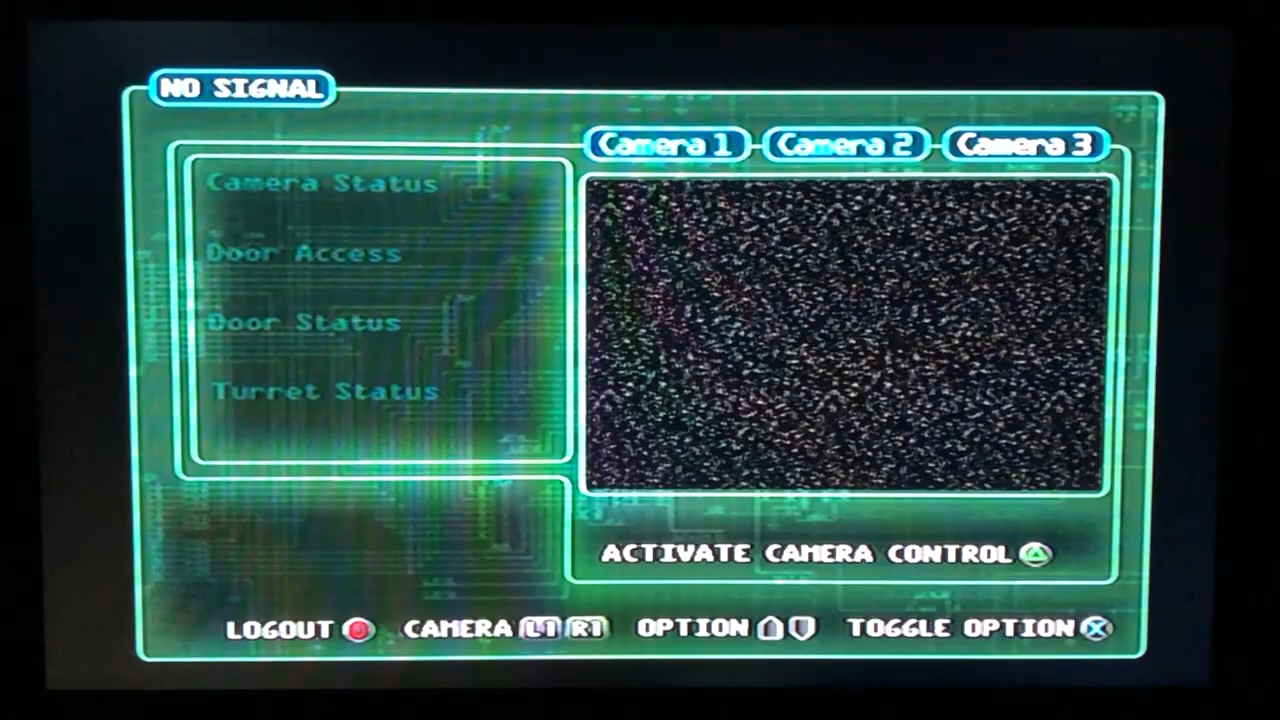 NO SIGNAL
Camera 1 Camera 2 Camera 3
Camera Status
Door Access
Door Status
Turret Status
ACTIVATE CAMERA CONTROL
LOGOUT CAMERA L1 R1 OPTION TOGGLE OPTION X